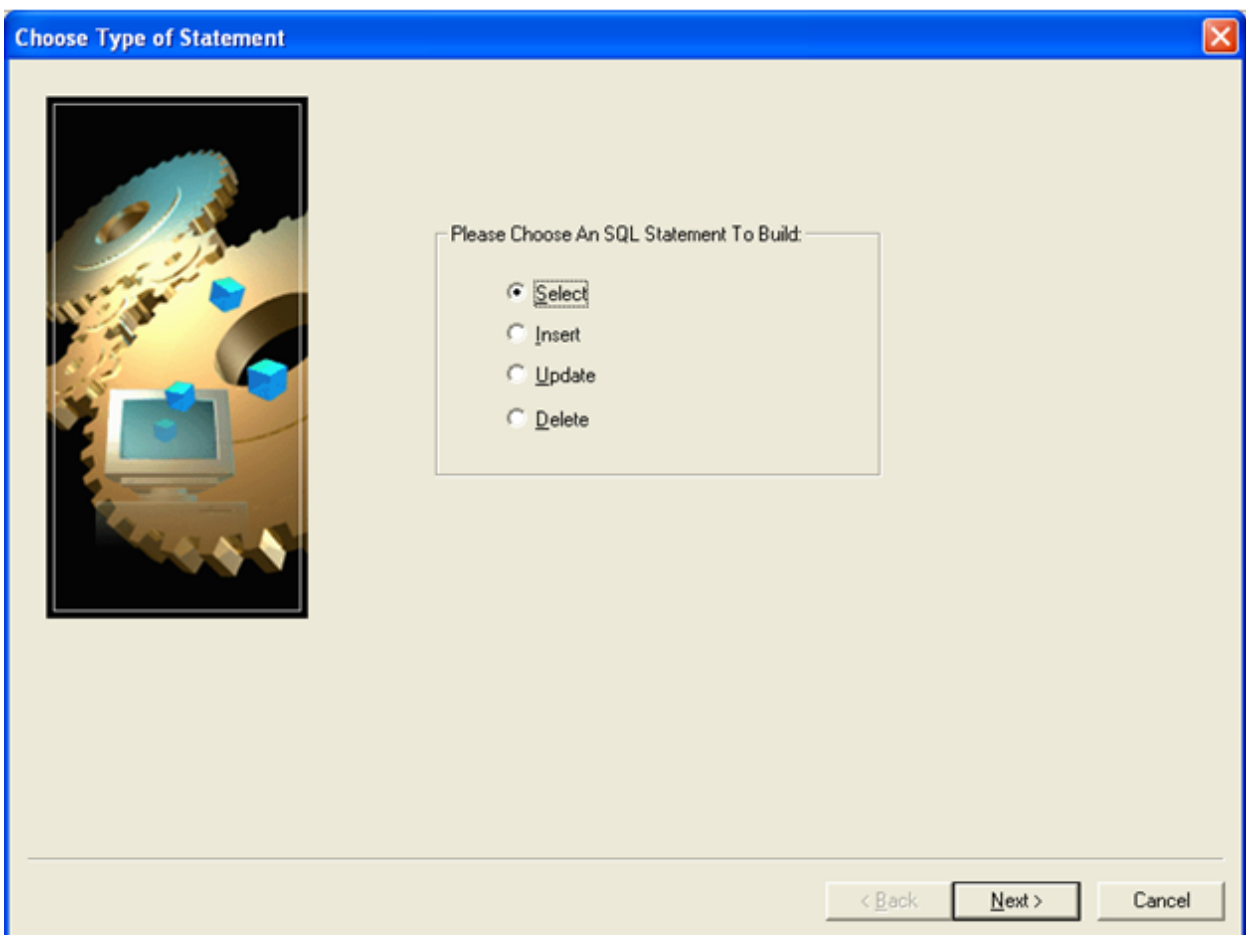 Choose Type of Statement
Please Choose An SQL Statement To Build:
Select
Insert
Update
Delete
< Back
Next >
Cancel